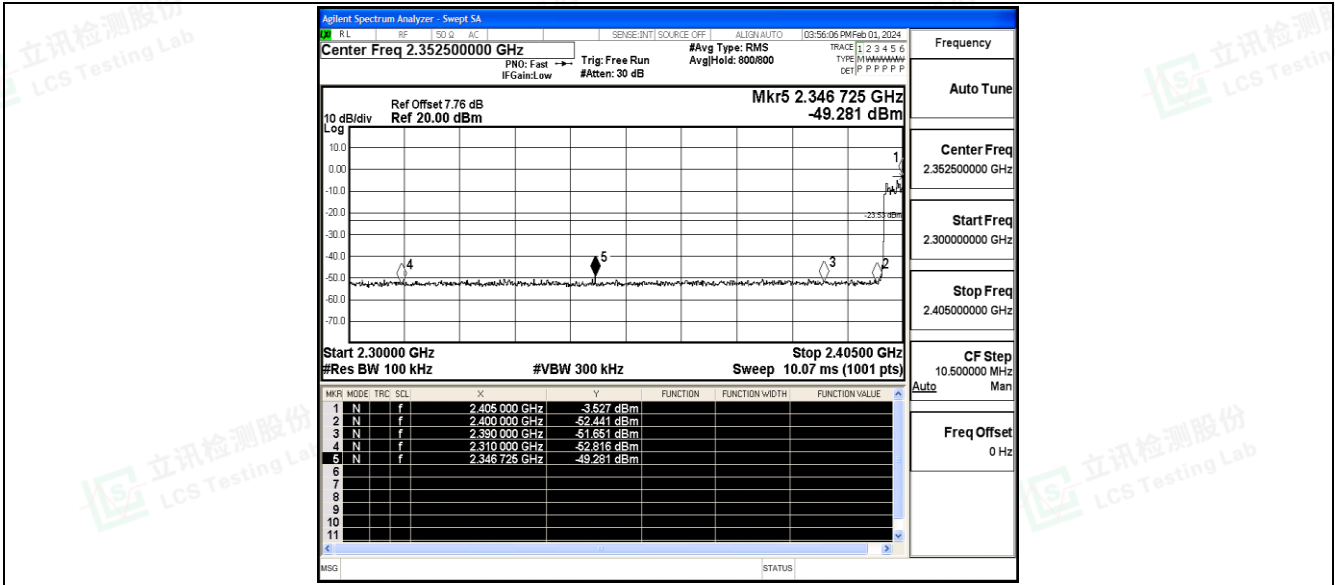 Agilent Spectrum Analyzer - Swept SA
RL RF 50 Ω AC SENSE:INT SOURCE OFF ALIGNAUTO 03:56:06 PM Feb 01, 2024
Center Freq 2.352500000 GHz
PNO: Fast
IFGain:Low
Trig: Free Run
#Atten: 30 dB
#Avg Type: RMS
Avg|Hold: 800/800
TRACE 1 2 3 4 5 6
TYPE MWWWWW
DET P P P P P P
Ref Offset 7.76 dB
10 dB/div Ref 20.00 dBm
Log
Mkr5 2.346 725 GHz
-49.281 dBm
10.0
0.00
-10.0
-20.0
-30.0
-40.0
-50.0
-60.0
-70.0
1
-23.53 dBm
4
5
3
2
Start 2.30000 GHz Stop 2.40500 GHz
#Res BW 100 kHz #VBW 300 kHz Sweep 10.07 ms (1001 pts)
MKR MODE TRC SCL X Y FUNCTION FUNCTION WIDTH FUNCTION VALUE
1 N f 2.405 000 GHz -3.527 dBm
2 N f 2.400 000 GHz -52.441 dBm
3 N f 2.390 000 GHz -51.651 dBm
4 N f 2.310 000 GHz -52.816 dBm
5 N f 2.346 725 GHz -49.281 dBm
6
7
8
9
10
11
MSG STATUS
Frequency
Auto Tune
Center Freq
2.352500000 GHz
Start Freq
2.300000000 GHz
Stop Freq
2.405000000 GHz
CF Step
10.500000 MHz
Auto Man
Freq Offset
0 Hz
立讯检测股份
LCS Testing Lab
立讯检测股份
LCS Testing Lab
立讯检测股份
LCS Testing Lab
立讯检测股份
LCS Testing Lab